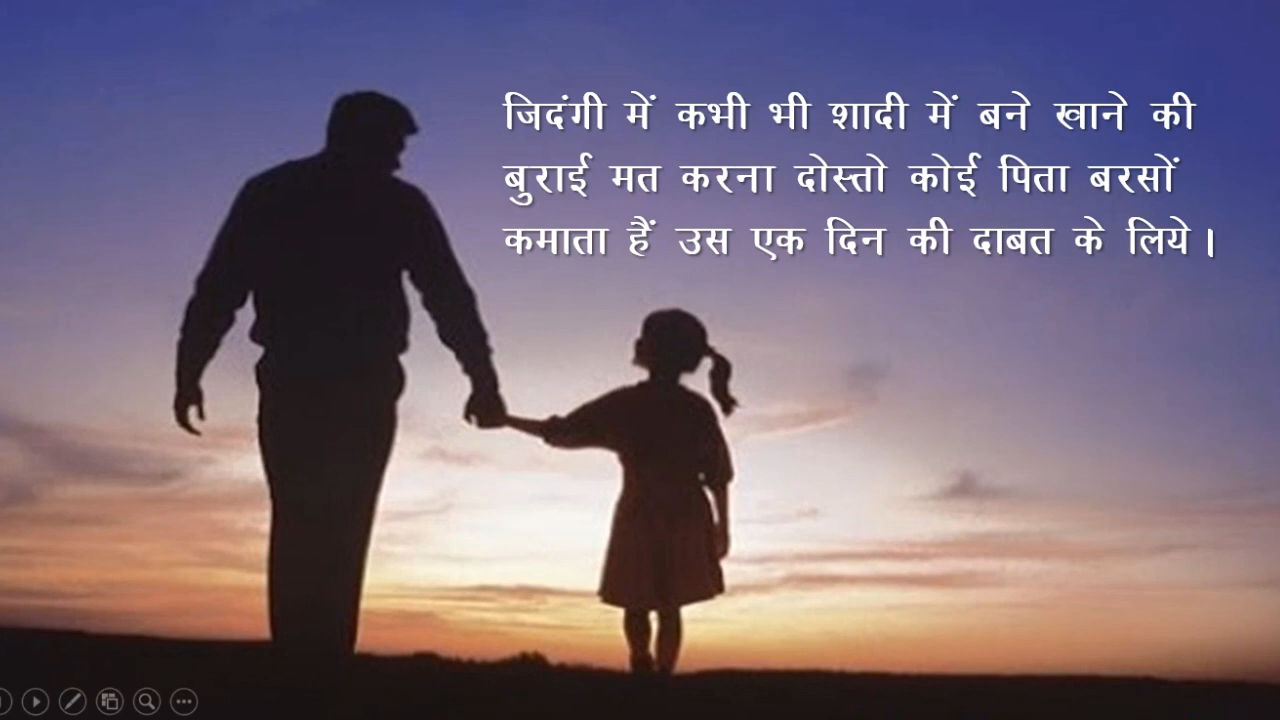 जिदंगी में कभी भी शादी में बने खाने की
बुराई मत करना दोस्तो कोई पिता बरसों
कमाता हैं उस एक दिन की दाबत के लिये।